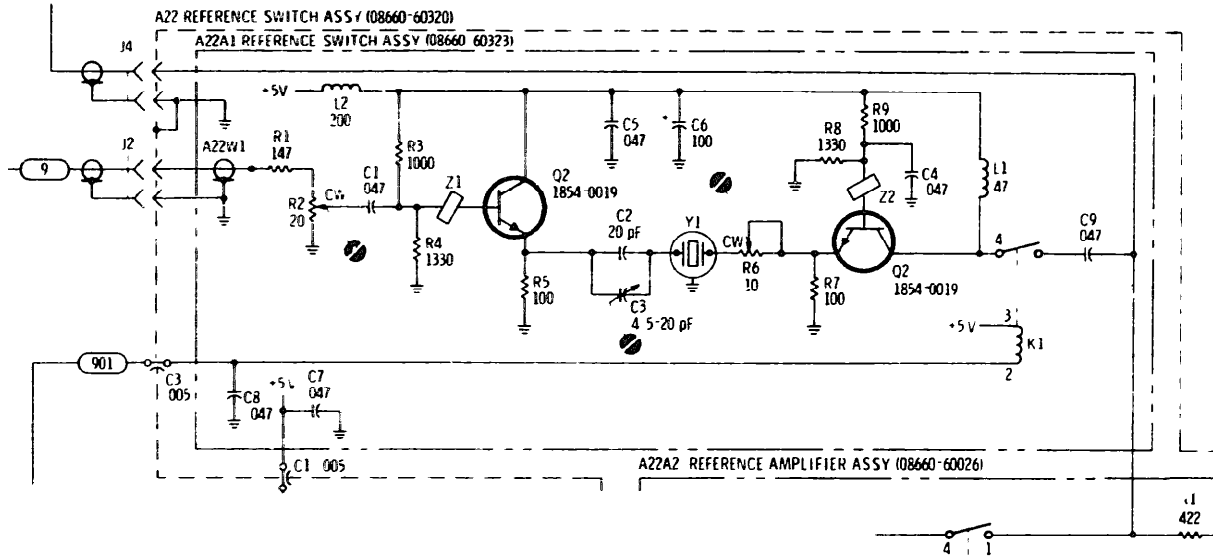 A22 REFERENCE SWITCH ASSY (08660-60320)
A22A1 REFERENCE SWITCH ASSY (08660 60323)
J4
+5V
L2
200
R3
1000
C5
047
+
C6
100
R9
1000
R8
1330
C4
047
L1
47
J2
9
A22W1
R1
147
R2
20
CW
C1
047
Z1
Q2
1854-0019
Z2
R4
1330
C2
20 pF
Y1
CW
R6
10
4
C9
047
R5
100
C3
4 5-20 pF
R7
100
Q2
1854-0019
+5V
3
K1
2
901
C3
005
C8
047
+5V
C7
047
C1 005
A22A2 REFERENCE AMPLIFIER ASSY (08660-60026)
422
4
1